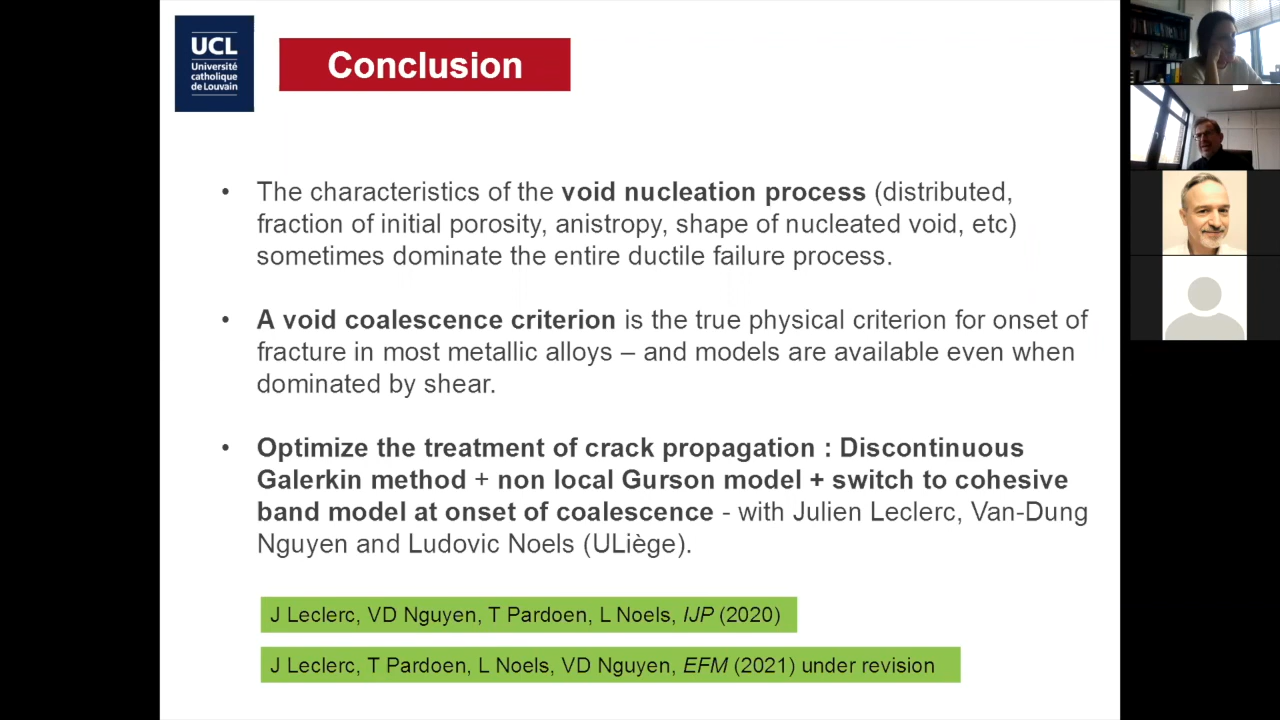 UCL
Université
catholique
de Louvain
Conclusion
• The characteristics of the void nucleation process (distributed,
fraction of initial porosity, anistropy, shape of nucleated void, etc)
sometimes dominate the entire ductile failure process.
• A void coalescence criterion is the true physical criterion for onset of
fracture in most metallic alloys – and models are available even when
dominated by shear.
• Optimize the treatment of crack propagation : Discontinuous
Galerkin method + non local Gurson model + switch to cohesive
band model at onset of coalescence - with Julien Leclerc, Van-Dung
Nguyen and Ludovic Noels (ULiège).
J Leclerc, VD Nguyen, T Pardoen, L Noels, IJP (2020)
J Leclerc, T Pardoen, L Noels, VD Nguyen, EFM (2021) under revision